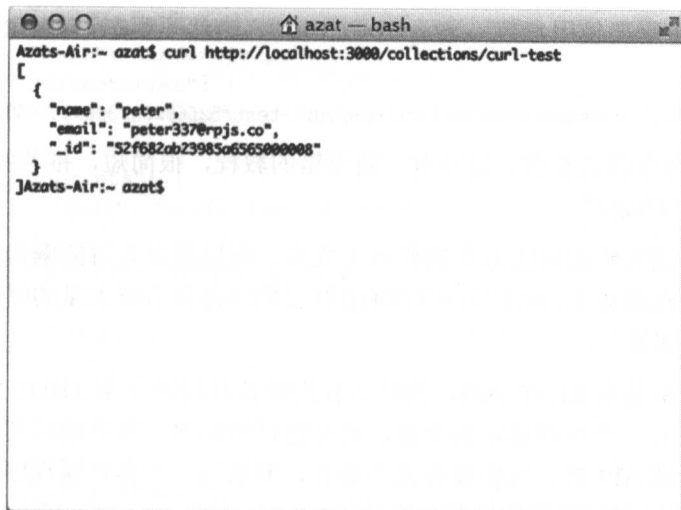 azat — bash
Azats-Air:~ azat$ curl http://localhost:3000/collections/curl-test
[
  {
    "name": "peter",
    "email": "peter337@rpjs.co",
    "_id": "52f682ab23985a6565000008"
  }
]Azats-Air:~ azat$